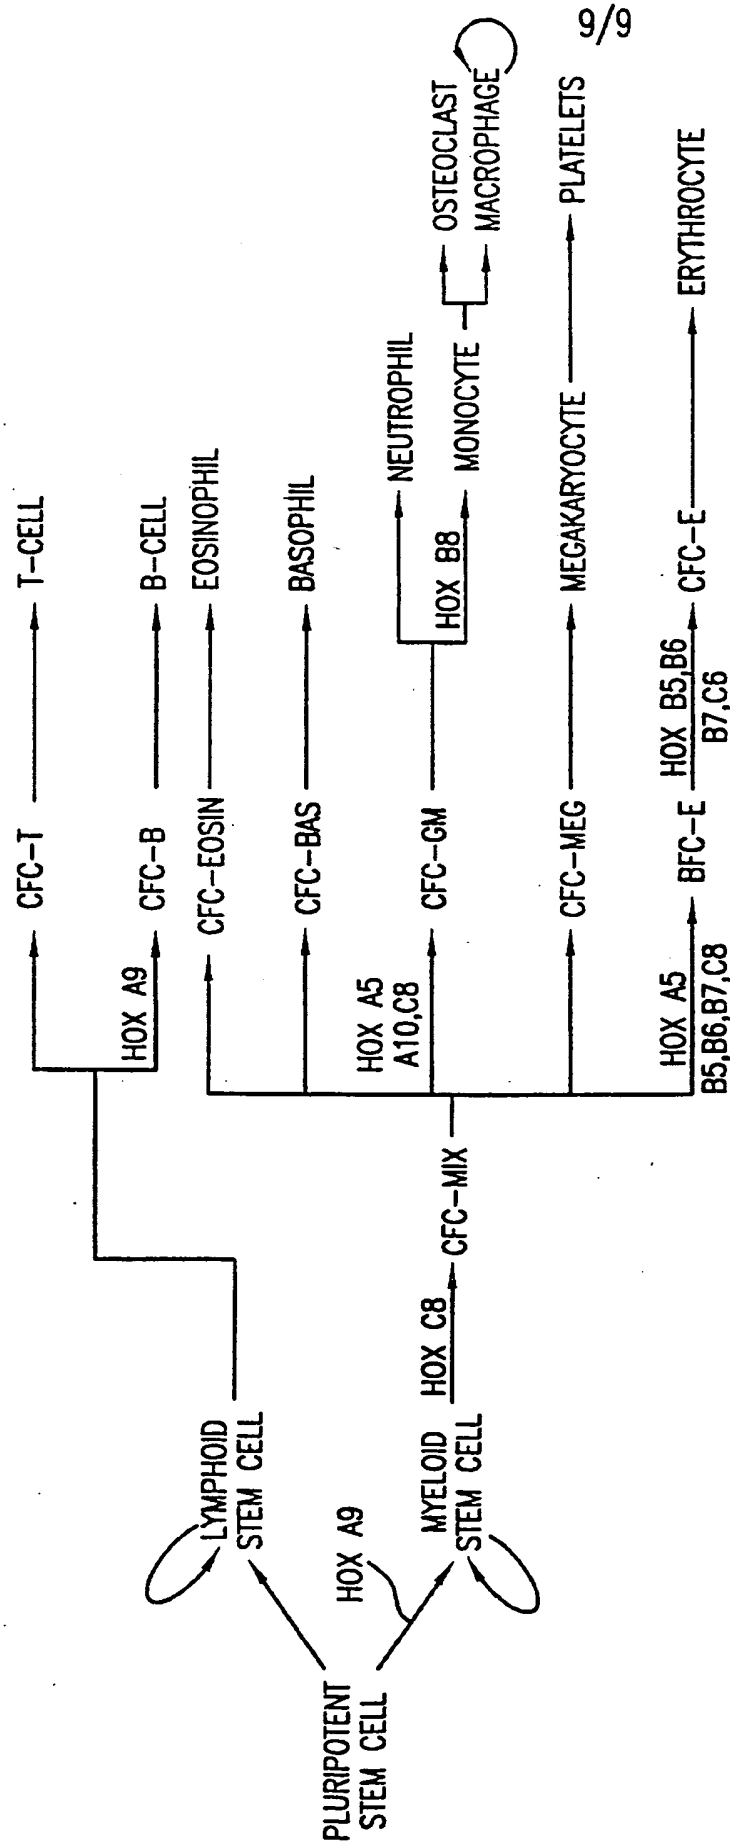 PLURIPOTENT
STEM CELL
LYMPHOID
STEM CELL
HOX A9
MYELOID
STEM CELL
HOX C8
CFC-MIX
HOX A9
CFC-T
T-CELL
CFC-B
B-CELL
CFC-EOSIN
EOSINOPHIL
CFC-BAS
BASOPHIL
HOX A5
A10,C8
CFC-GM
NEUTROPHIL
HOX B8
MONOCYTE
OSTEOCLAST
MACROPHAGE
CFC-MEG
MEGAKARYOCYTE
PLATELETS
HOX A5
B5,B6,B7,C8
BFC-E
HOX B5,B6
B7,C6
CFC-E
ERYTHROCYTE
6/6